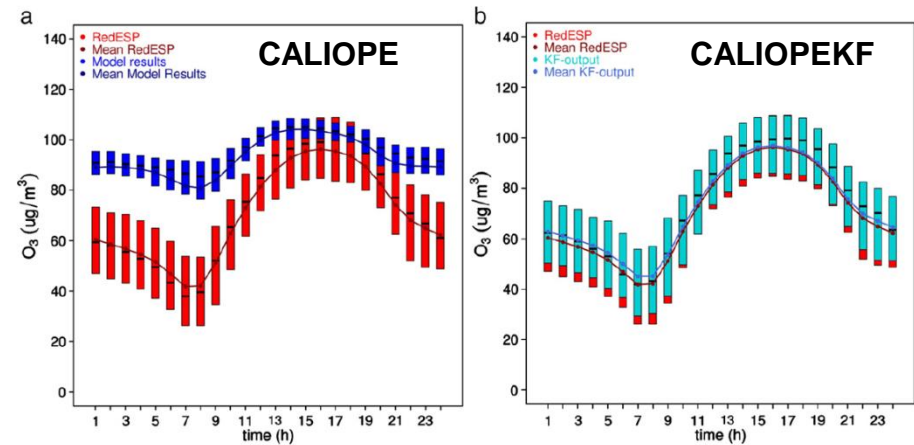 a
RedESP
Mean RedESP
Model results
Mean Model Results
CALIOPE
O3 (ug/m3)
140
120
100
80
60
40
20
0
1 3 5 7 9 11 13 15 17 19 21 23
time (h)
b
RedESP
Mean RedESP
KF-output
Mean KF-output
CALIOPEKF
O3 (ug/m3)
140
120
100
80
60
40
20
0
1 3 5 7 9 11 13 15 17 19 21 23
time (h)